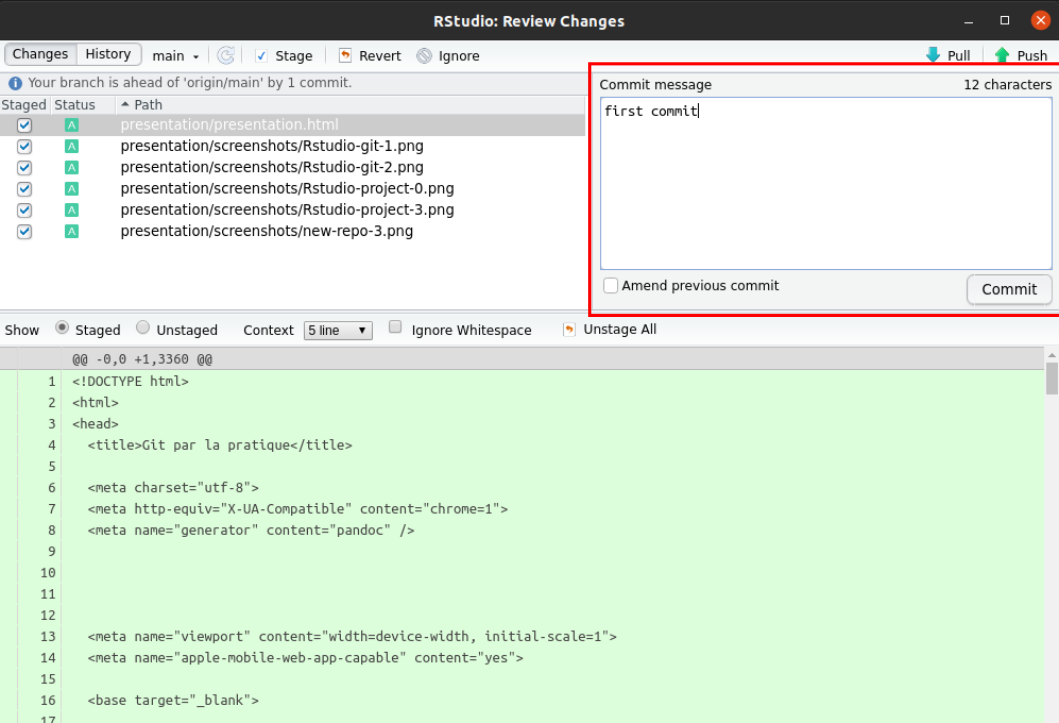 RStudio: Review Changes
Changes History main Stage Revert Ignore Pull Push
Your branch is ahead of 'origin/main' by 1 commit.
Staged Status Path
A presentation/presentation.html
A presentation/screenshots/Rstudio-git-1.png
A presentation/screenshots/Rstudio-git-2.png
A presentation/screenshots/Rstudio-project-0.png
A presentation/screenshots/Rstudio-project-3.png
A presentation/screenshots/new-repo-3.png
Commit message 12 characters
first commit
Amend previous commit Commit
Show Staged Unstaged Context 5 line Ignore Whitespace Unstage All
@@ -0,0 +1,3360 @@
1 <!DOCTYPE html>
2 <html>
3 <head>
4 <title>Git par la pratique</title>
5
6 <meta charset="utf-8">
7 <meta http-equiv="X-UA-Compatible" content="chrome=1">
8 <meta name="generator" content="pandoc" />
9
10
11
12
13 <meta name="viewport" content="width=device-width, initial-scale=1">
14 <meta name="apple-mobile-web-app-capable" content="yes">
15
16 <base target="_blank">
17